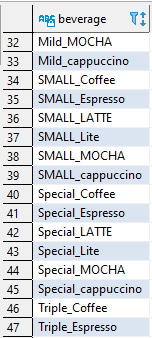 beverage
32 Mild_MOCHA
33 Mild_cappuccino
34 SMALL_Coffee
35 SMALL_Espresso
36 SMALL_LATTE
37 SMALL_Lite
38 SMALL_MOCHA
39 SMALL_cappuccino
40 Special_Coffee
41 Special_Espresso
42 Special_LATTE
43 Special_Lite
44 Special_MOCHA
45 Special_cappuccino
46 Triple_Coffee
47 Triple_Espresso